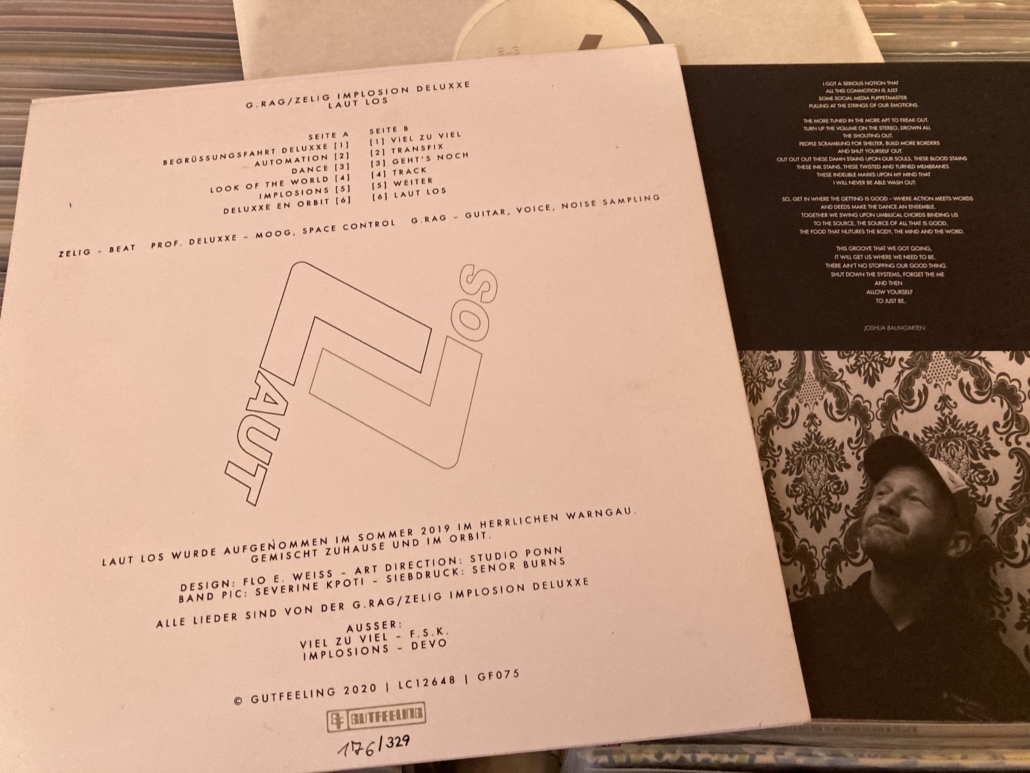 G.RAG/ZELIG IMPLOSION DELUXXE
LAUT LOS
SEITE A
BEGRÜSSUNGSFAHRT DELUXXE [1]
AUTOMATION [2]
DANCE [3]
LOOK OF THE WORLD [4]
IMPLOSIONS [5]
DELUXXE EN ORBIT [6]
SEITE B
[1] VIEL ZU VIEL
[2] TRANSFIX
[3] GEHT'S NOCH
[4] TRACK
[5] WEITER
[6] LAUT LOS
ZELIG – BEAT PROF. DELUXXE – MOOG, SPACE CONTROL G.RAG – GUITAR, VOICE, NOISE SAMPLING
LAUT
LOS
LAUT LOS WURDE AUFGENOMMEN IM SOMMER 2019 IM HERRLICHEN WARNGAU.
GEMISCHT ZUHAUSE UND IM ORBIT.
DESIGN: FLO E. WEISS – ART DIRECTION: STUDIO PONN
BAND PIC: SEVERINE KPOTI – SIEBDRUCK: SENOR BURNS
ALLE LIEDER SIND VON DER G.RAG/ZELIG IMPLOSION DELUXXE
AUSSER:
VIEL ZU VIEL – F.S.K.
IMPLOSIONS – DEVO
© GUTFEELING 2020 | LC12648 | GF075
GF GUTFEELING
176/329
I GOT A SERIOUS NOTION THAT
ALL THIS COMMOTION IS JUST
SOME SOCIAL MEDIA PUPPETMASTER
PULLING AT THE STRINGS OF OUR EMOTIONS.
THE MORE TUNED IN THE MORE APT TO FREAK OUT.
TURN UP THE VOLUME ON THE STEREO, DROWN ALL
THE SHOUTING OUT.
PEOPLE SCRAMBLING FOR SHELTER, BUILD MORE BORDERS
AND SHUT YOURSELF OUT.
OUT OUT OUT THESE DAMN STAINS UPON OUR SOULS, THESE BLOOD STAINS
THESE INK STAINS, THESE TWISTED AND TURNED MEMBRANES
THESE INDELIBLE MARKS UPON MY MIND THAT
I WILL NEVER BE ABLE WASH OUT.
SO, GET IN WHERE THE GETTING IS GOOD – WHERE ACTION MEETS WORDS
AND DEEDS MAKE THE DANCE AN ENSEMBLE.
TOGETHER WE SWING UPON UMBILICAL CHORDS BINDING US
TO THE SOURCE, THE SOURCE OF ALL THAT IS GOOD,
THE FOOD THAT NUTURES THE BODY, THE MIND AND THE WORD.
THIS GROOVE THAT WE GOT GOING,
IT WILL GET US WHERE WE NEED TO BE.
THERE AIN'T NO STOPPING OUR GOOD THING.
SHUT DOWN THE SYSTEMS, FORGET THE ME
AND THEN
ALLOW YOURSELF
TO JUST BE.
JOSHUA BAUMGARTEN